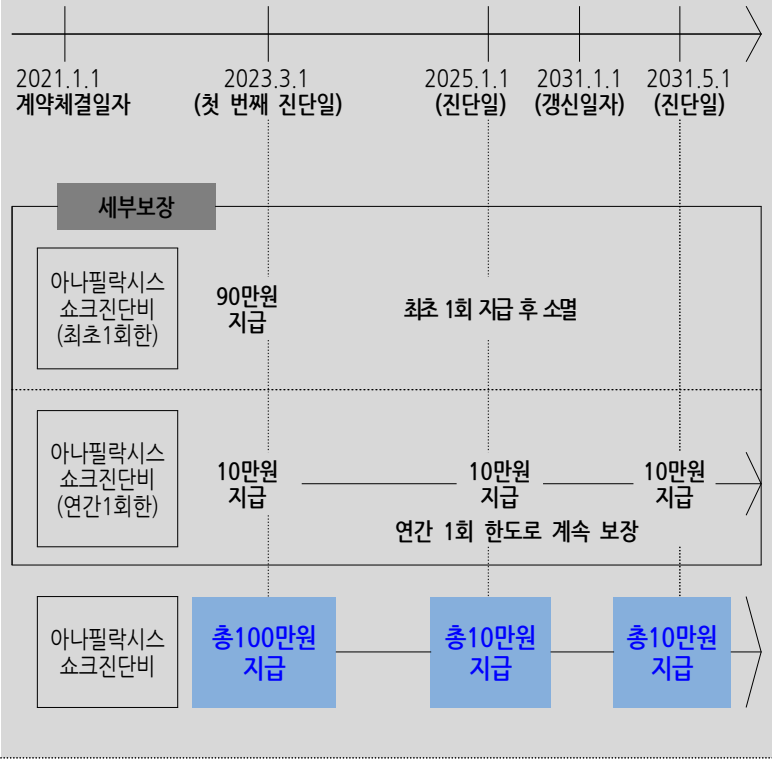 2021.1.1
계약체결일자
2023.3.1
(첫 번째 진단일)
2025.1.1
(진단일)
2031.1.1
(갱신일자)
2031.5.1
(진단일)
세부보장
아나필락시스
쇼크진단비
(최초1회한)
90만원
지급
최초 1회 지급 후 소멸
아나필락시스
쇼크진단비
(연간1회한)
10만원
지급
10만원
지급
10만원
지급
연간 1회 한도로 계속 보장
아나필락시스
쇼크진단비
총100만원
지급
총10만원
지급
총10만원
지급